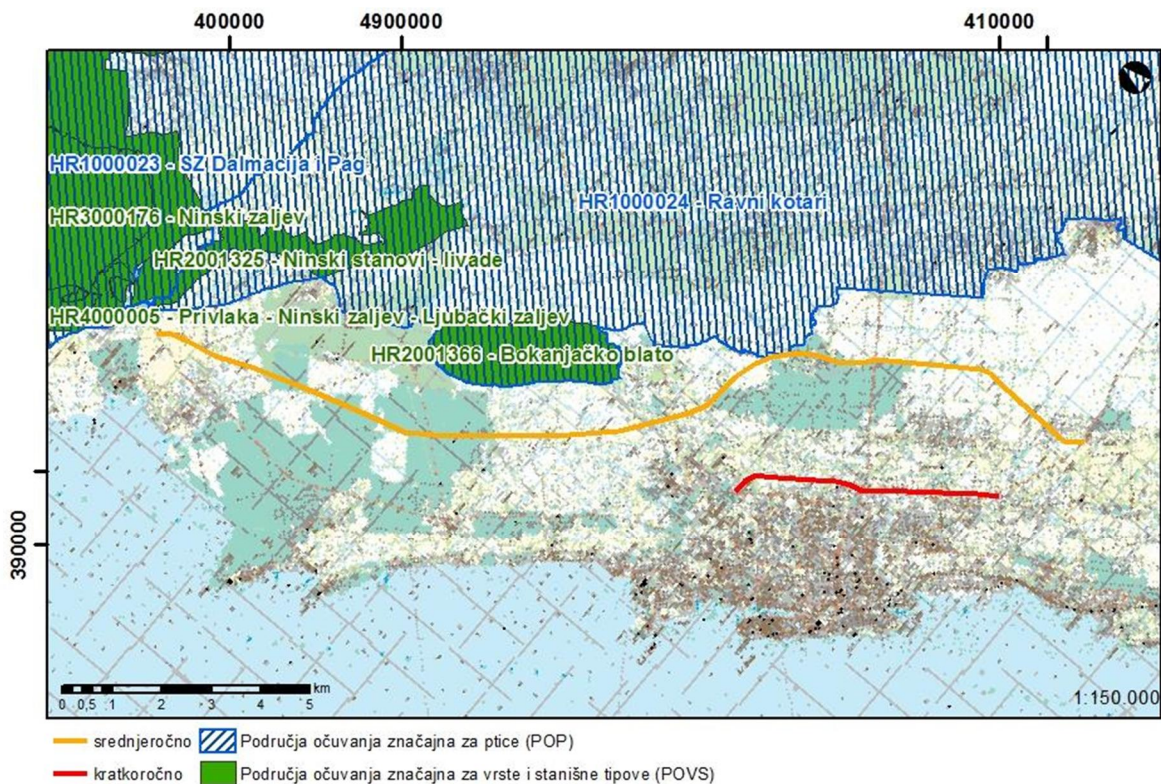 400000
4900000
410000
HR1000023 - SZ Dalmacija i Pag
HR1000024 - Ravni kotari
HR3000176 - Ninski zaljev
HR2001325 - Ninski stanovi - livade
HR4000005 - Privlaka - Ninski zaljev - Ljubački zaljev
HR2001366 - Bokanjačko blato
390000
km
0 0,5 1 2 3 4 5
1:150.000
srednjeročno
Područja očuvanja značajna za ptice (POP)
kratkoročno
Područja očuvanja značajna za vrste i stanišne tipove (POVS)